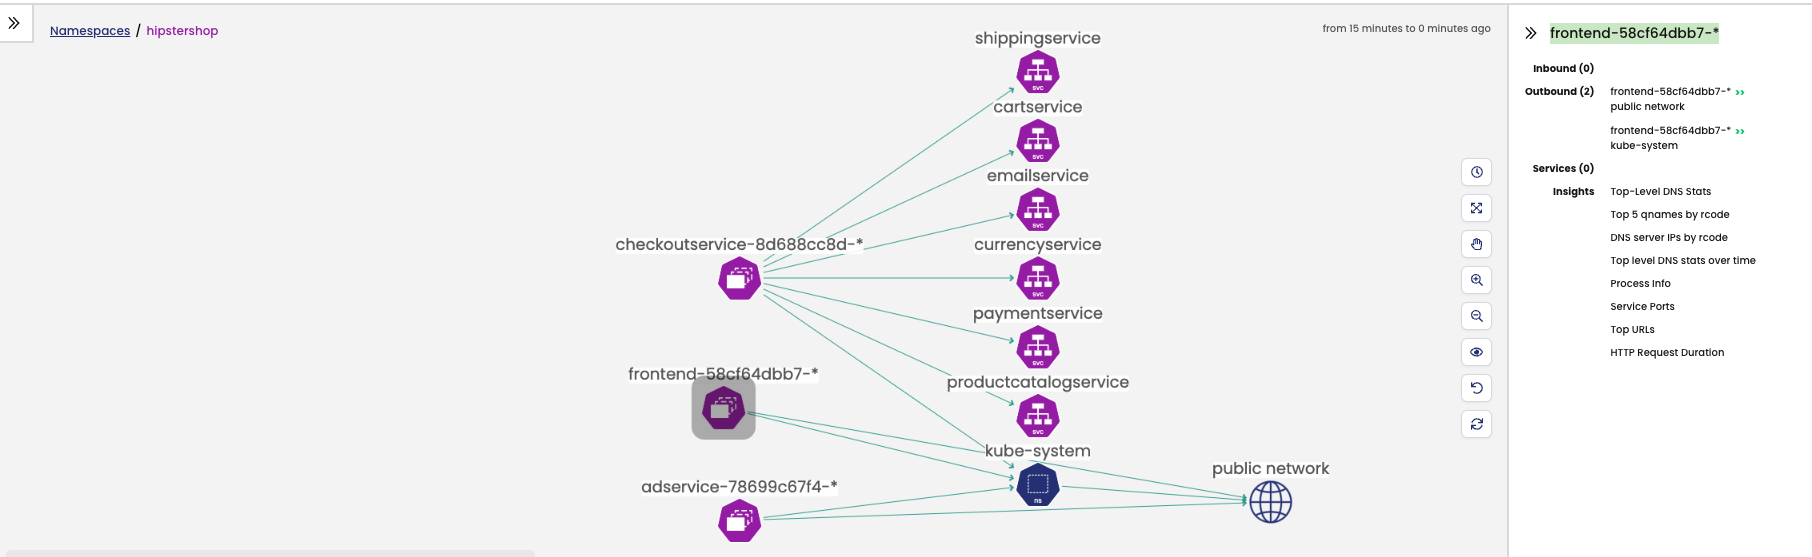 Namespaces / hipstershop
from 15 minutes to 0 minutes ago
shippingservice
svc
cartservice
svc
emailservice
svc
checkoutservice-8d688cc8d-*
currencyservice
svc
paymentservice
svc
frontend-58cf64dbb7-*
productcatalogservice
svc
kube-system
ns
public network
adservice-78699c67f4-*
frontend-58cf64dbb7-*
Inbound (0)
Outbound (2) frontend-58cf64dbb7-* >>
public network
frontend-58cf64dbb7-* >>
kube-system
Services (0)
Insights Top-Level DNS Stats
Top 5 qnames by rcode
DNS server IPs by rcode
Top level DNS stats over time
Process Info
Service Ports
Top URLs
HTTP Request Duration